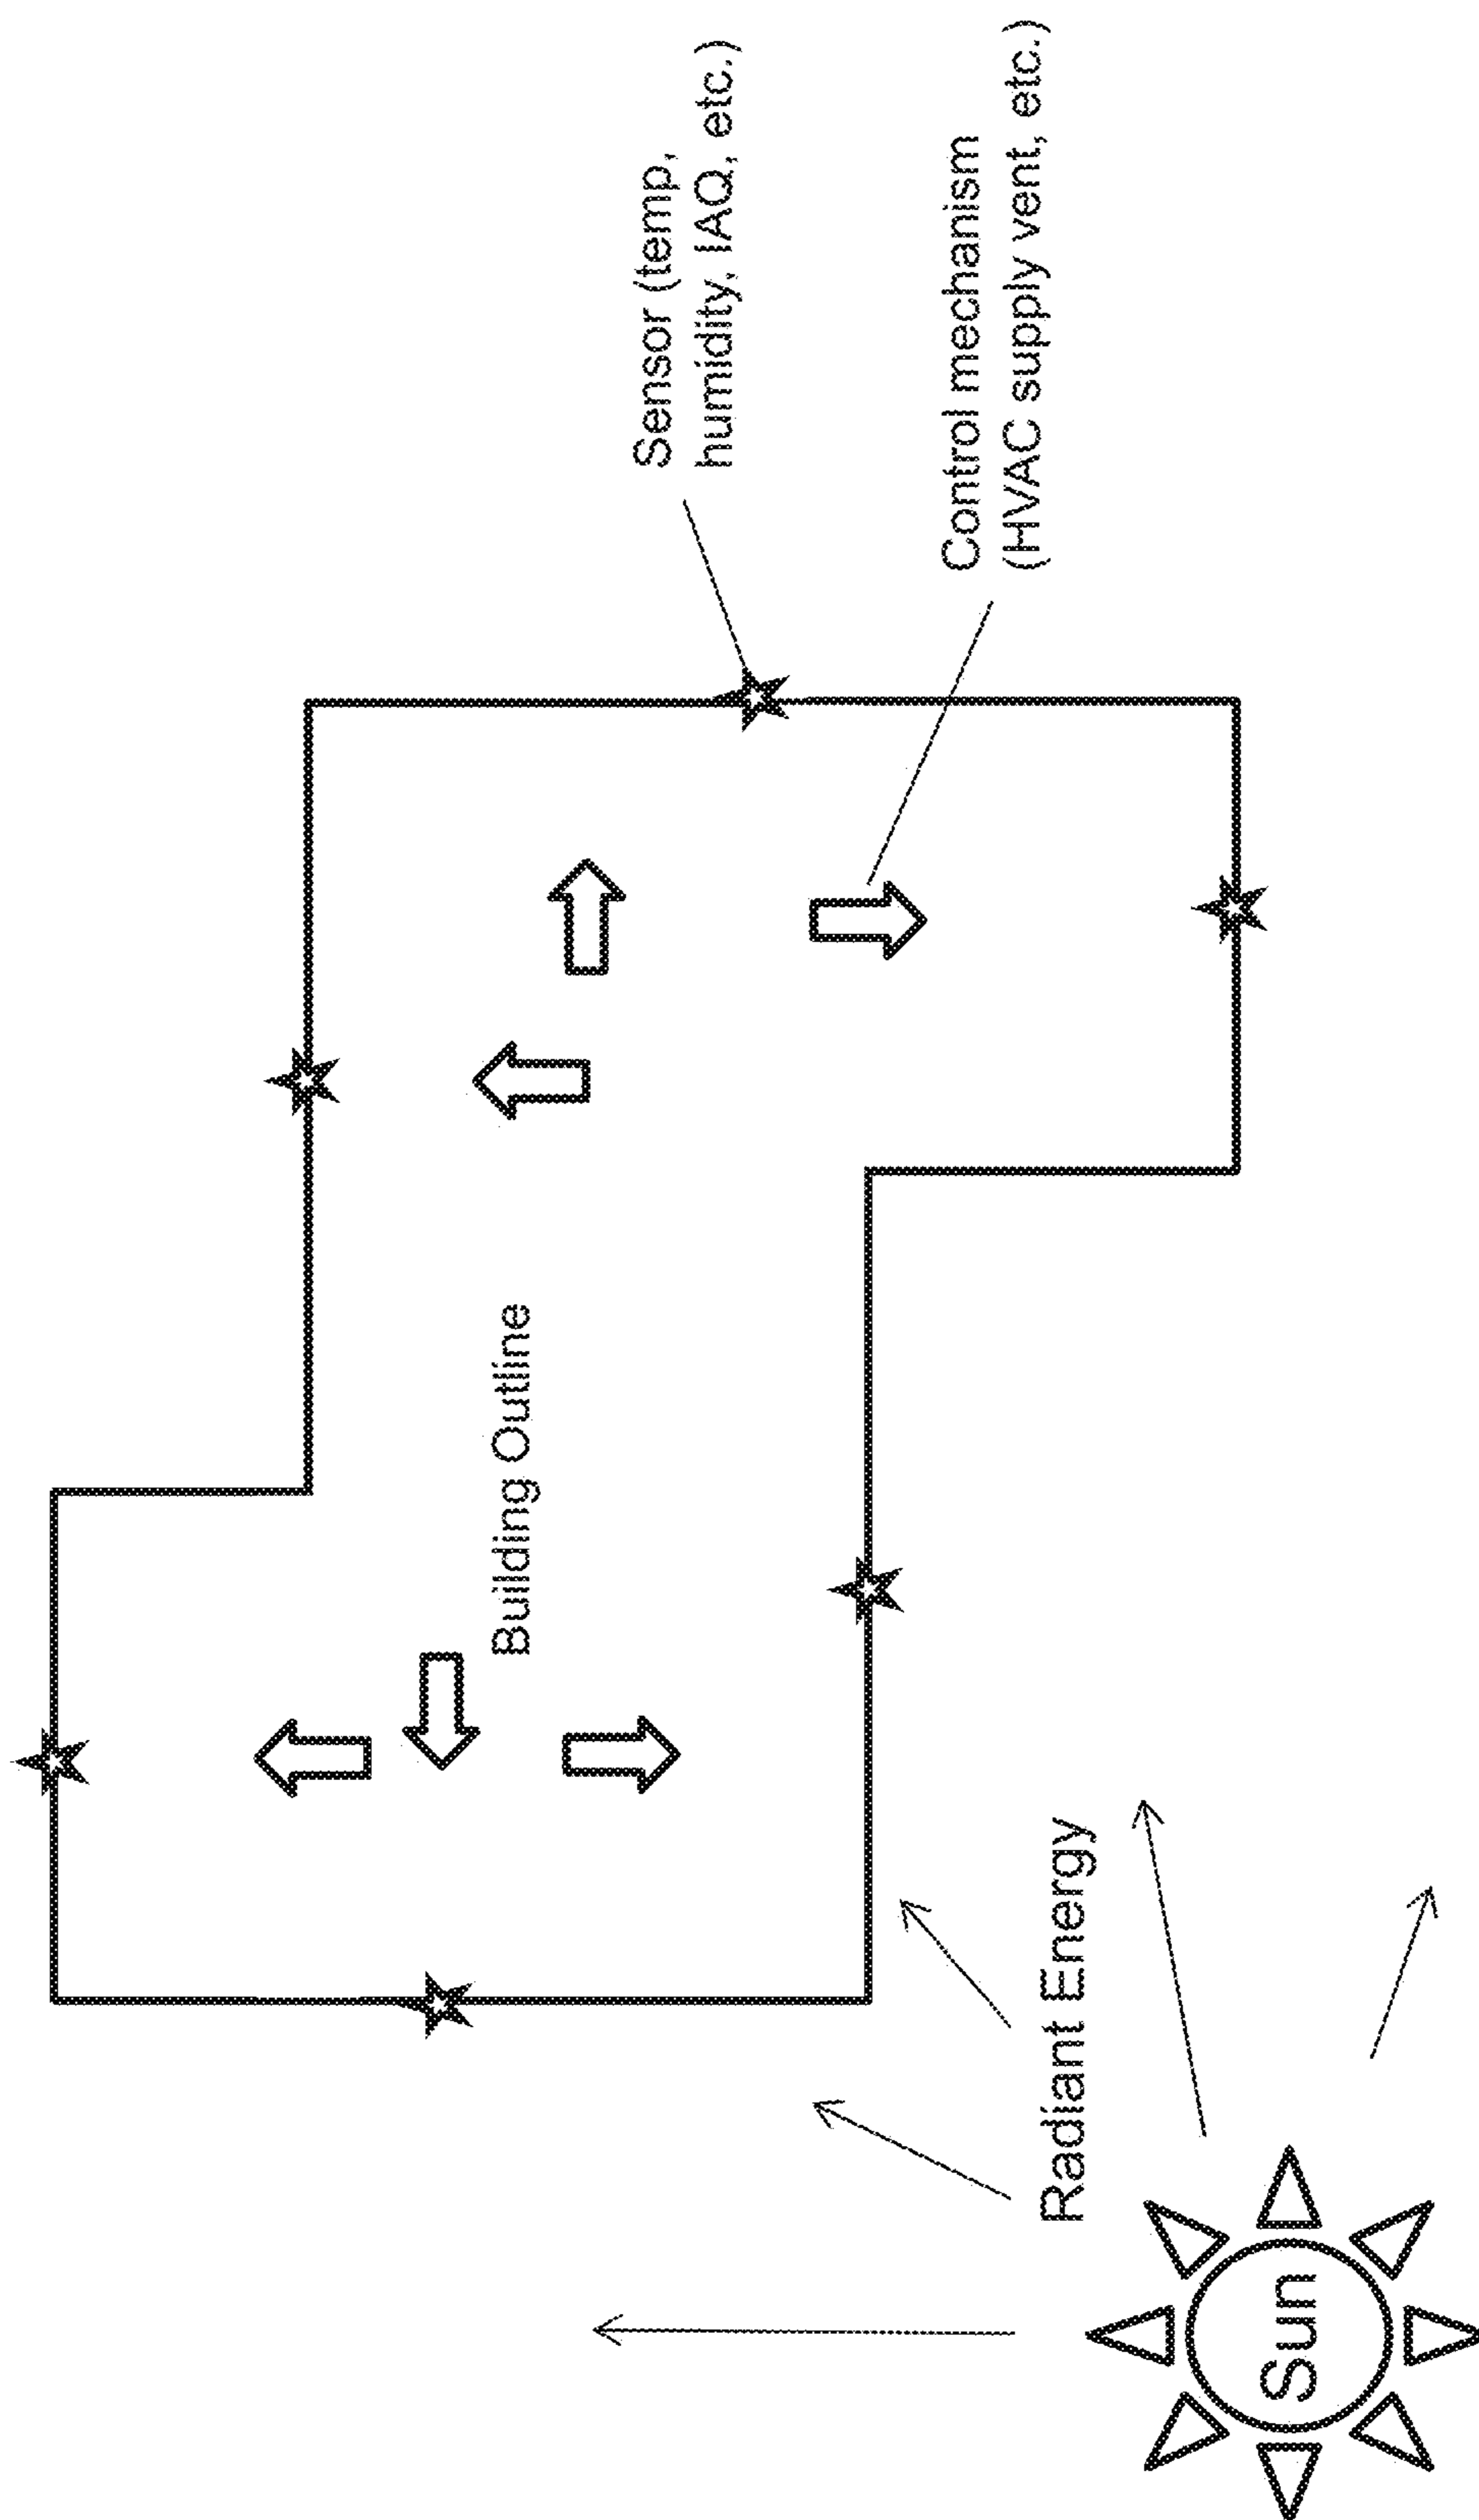 Sensor (temp,
humidity, IAQ, etc.)
Control mechanism
(HVAC supply vent, etc.)
Building Outline
Radiant Energy
Sun